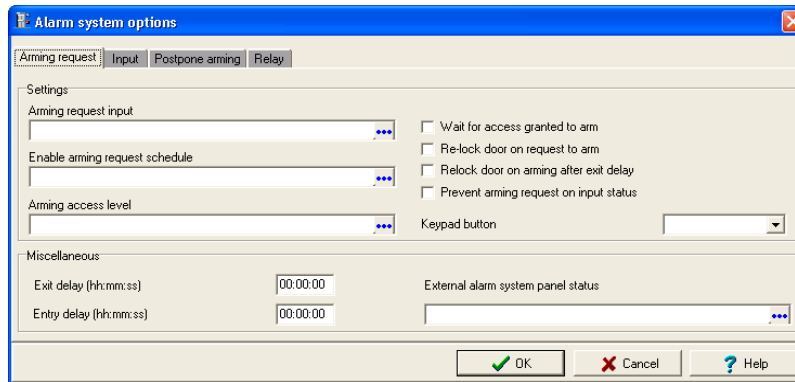 Alarm system options
Arming request Input Postpone arming Relay
Settings
Arming request input
Enable arming request schedule
Arming access level
Wait for access granted to arm
Re-lock door on request to arm
Relock door on arming after exit delay
Prevent arming request on input status
Keypad button
Miscellaneous
Exit delay (hh:mm:ss) 00:00:00
Entry delay (hh:mm:ss) 00:00:00
External alarm system panel status
OK Cancel Help